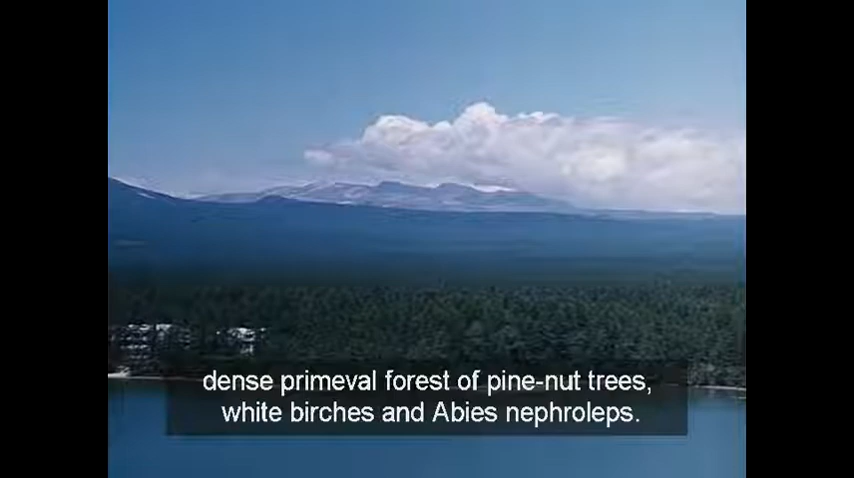 dense primeval forest of pine-nut trees,
white birches and Abies nephroleps.